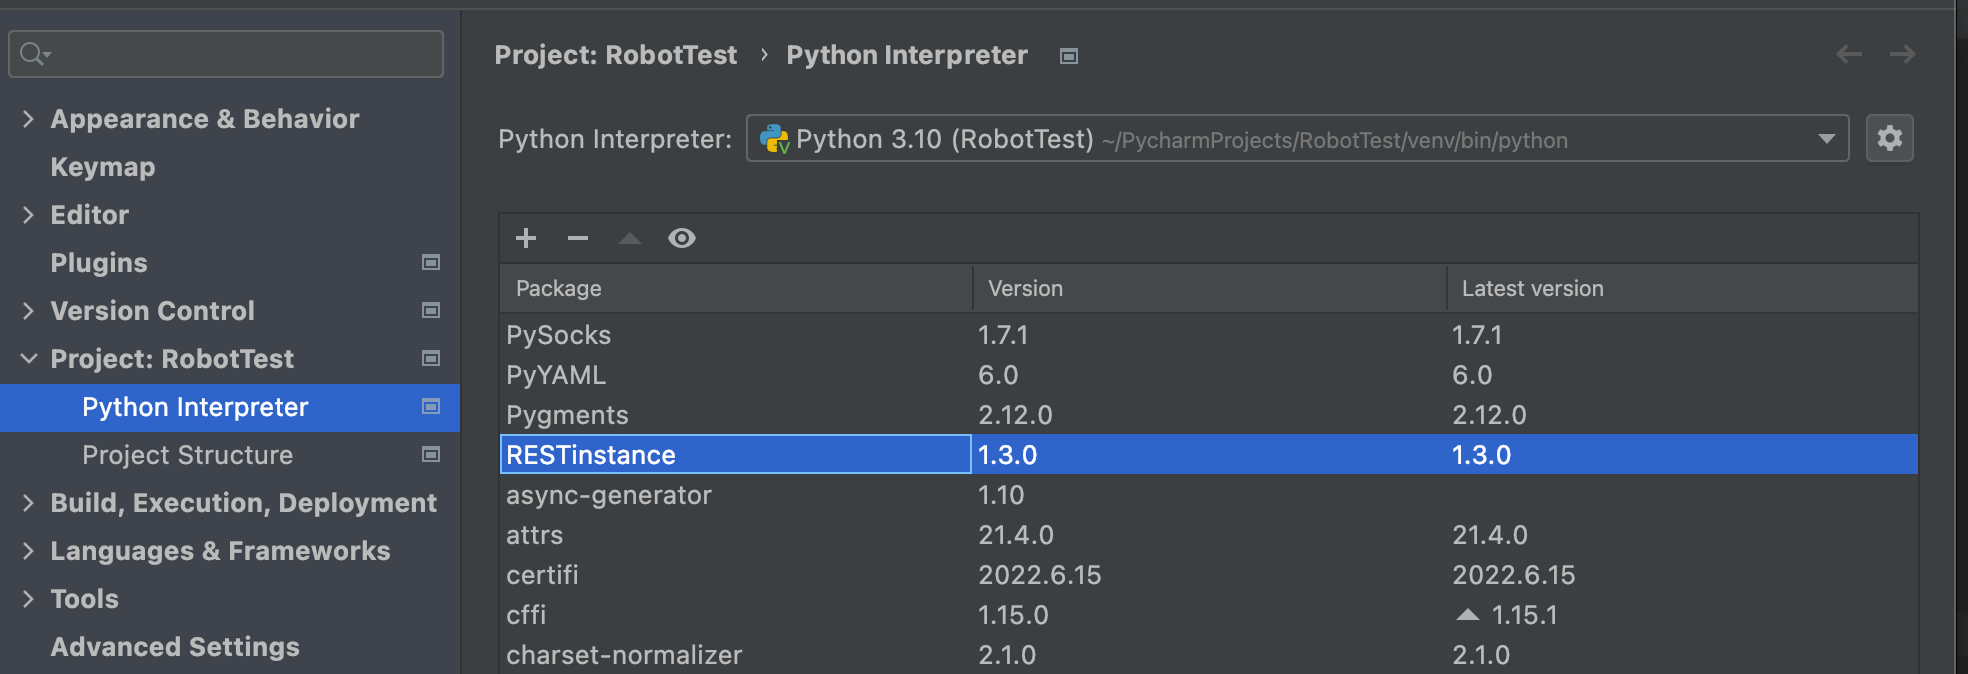 Appearance & Behavior
Keymap
Editor
Plugins
Version Control
Project: RobotTest
Python Interpreter
Project Structure
Build, Execution, Deployment
Languages & Frameworks
Tools
Advanced Settings
Project: RobotTest › Python Interpreter
Python Interpreter: Python 3.10 (RobotTest) ~/PycharmProjects/RobotTest/venv/bin/python
Package Version Latest version
PySocks 1.7.1 1.7.1
PyYAML 6.0 6.0
Pygments 2.12.0 2.12.0
RESTinstance 1.3.0 1.3.0
async-generator 1.10
attrs 21.4.0 21.4.0
certifi 2022.6.15 2022.6.15
cffi 1.15.0 1.15.1
charset-normalizer 2.1.0 2.1.0